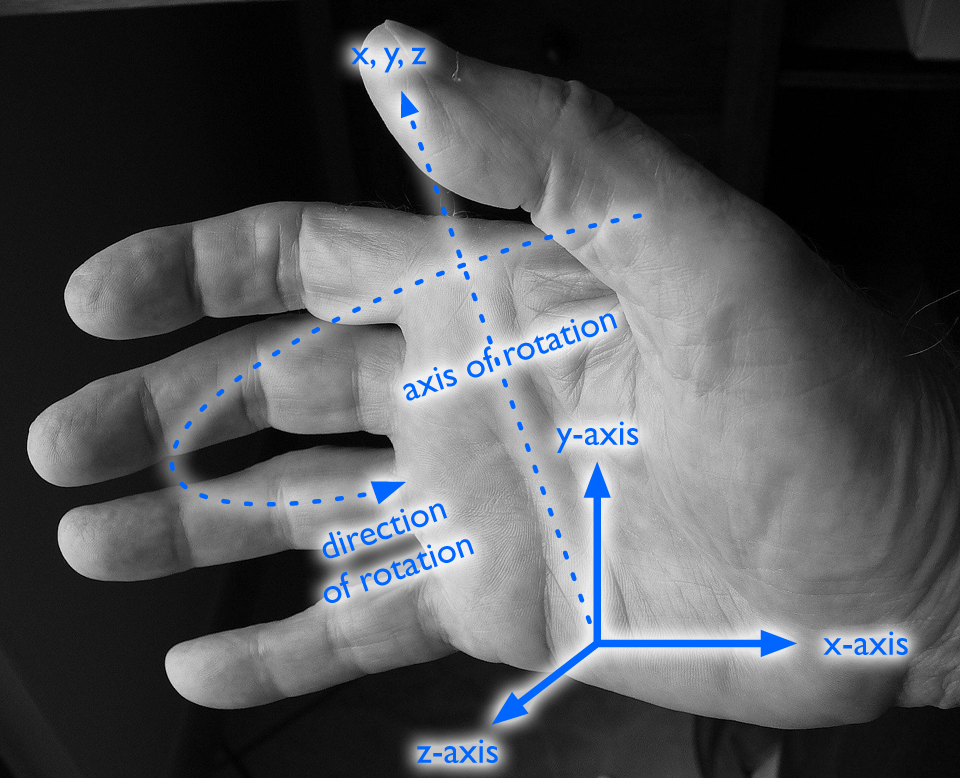 x, y, z
axis of rotation
y-axis
direction
of rotation
x-axis
z-axis